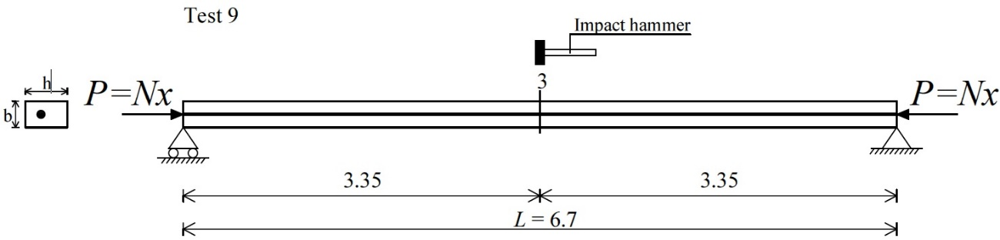 Test 9
Impact hammer
3
h
b
P=Nx
P=Nx
3.35
3.35
L = 6.7